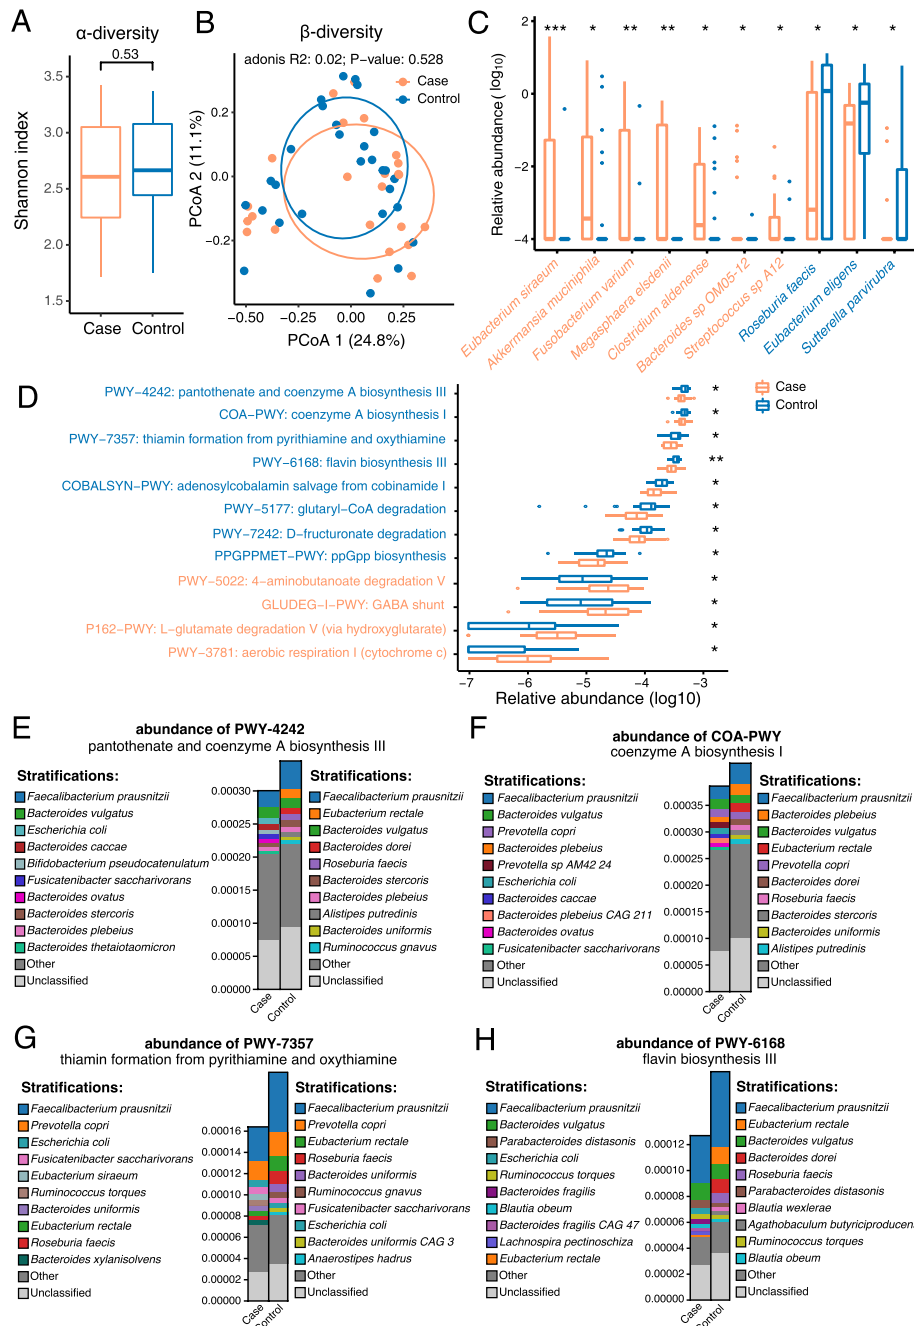 A
α-diversity
0.53
Shannon index
3.5
3.0
2.5
2.0
1.5
Case
Control
B
β-diversity
adonis R2: 0.02; P-value: 0.528
Case
Control
PCoA 2 (11.1%)
0.2
0.0
−0.2
−0.50
−0.25
0.00
0.25
PCoA 1 (24.8%)
C
Relative abundance (log10)
2
0
−2
−4
***
*
**
**
*
*
*
*
*
*
Eubacterium siraeum
Akkermansia muciniphila
Fusobacterium varium
Megasphaera elsdenii
Clostridium aldenense
Bacteroides sp OM05-12
Streptococcus sp A12
Roseburia faecis
Eubacterium eligens
Sutterella parvirubra
Case
Control
D
PWY−4242: pantothenate and coenzyme A biosynthesis III *
COA-PWY: coenzyme A biosynthesis I *
PWY−7357: thiamin formation from pyrithiamine and oxythiamine *
PWY−6168: flavin biosynthesis III **
COBALSYN−PWY: adenosylcobalamin salvage from cobinamide I *
PWY−5177: glutaryl−CoA degradation *
PWY−7242: D−fructuronate degradation *
PPGPPMET−PWY: ppGpp biosynthesis *
PWY−5022: 4−aminobutanoate degradation V *
GLUDEG−I−PWY: GABA shunt *
P162−PWY: L−glutamate degradation V (via hydroxyglutarate) *
PWY−3781: aerobic respiration I (cytochrome c) *
−7
−6
−5
−4
−3
Relative abundance (log10)
E
abundance of PWY-4242
pantothenate and coenzyme A biosynthesis III
Stratifications:
Faecalibacterium prausnitzii
Bacteroides vulgatus
Escherichia coli
Bacteroides caccae
Bifidobacterium pseudocatenulatum
Fusicatenibacter saccharivorans
Bacteroides ovatus
Bacteroides stercoris
Bacteroides plebeius
Bacteroides thetaiotaomicron
Other
Unclassified
0.00030
0.00025
0.00020
0.00015
0.00010
0.00005
0.00000
Case
Control
Stratifications:
Faecalibacterium prausnitzii
Eubacterium rectale
Bacteroides vulgatus
Bacteroides dorei
Roseburia faecis
Bacteroides stercoris
Bacteroides plebeius
Alistipes putredinis
Bacteroides uniformis
Ruminococcus gnavus
Other
Unclassified
F
abundance of COA-PWY
coenzyme A biosynthesis I
Stratifications:
Faecalibacterium prausnitzii
Bacteroides vulgatus
Prevotella copri
Bacteroides plebeius
Prevotella sp AM42 24
Escherichia coli
Bacteroides caccae
Bacteroides plebeius CAG 211
Bacteroides ovatus
Fusicatenibacter saccharivorans
Other
Unclassified
0.00035
0.00030
0.00025
0.00020
0.00015
0.00010
0.00005
0.00000
Case
Control
Stratifications:
Faecalibacterium prausnitzii
Bacteroides plebeius
Bacteroides vulgatus
Eubacterium rectale
Prevotella copri
Bacteroides dorei
Roseburia faecis
Bacteroides stercoris
Bacteroides uniformis
Alistipes putredinis
Other
Unclassified
G
abundance of PWY-7357
thiamin formation from pyrithiamine and oxythiamine
Stratifications:
Faecalibacterium prausnitzii
Prevotella copri
Escherichia coli
Fusicatenibacter saccharivorans
Eubacterium siraeum
Ruminococcus torques
Bacteroides uniformis
Eubacterium rectale
Roseburia faecis
Bacteroides xylanisolvens
Other
Unclassified
0.00016
0.00014
0.00012
0.00010
0.00008
0.00006
0.00004
0.00002
0.00000
Case
Control
Stratifications:
Faecalibacterium prausnitzii
Prevotella copri
Eubacterium rectale
Roseburia faecis
Bacteroides uniformis
Ruminococcus gnavus
Fusicatenibacter saccharivorans
Escherichia coli
Bacteroides uniformis CAG 3
Anaerostipes hadrus
Other
Unclassified
H
abundance of PWY-6168
flavin biosynthesis III
Stratifications:
Faecalibacterium prausnitzii
Bacteroides vulgatus
Parabacteroides distasonis
Escherichia coli
Ruminococcus torques
Bacteroides fragilis
Blautia obeum
Bacteroides fragilis CAG 47
Lachnospira pectinoschiza
Eubacterium rectale
Other
Unclassified
0.00012
0.00010
0.00008
0.00006
0.00004
0.00002
0.00000
Case
Control
Stratifications:
Faecalibacterium prausnitzii
Eubacterium rectale
Bacteroides vulgatus
Bacteroides dorei
Roseburia faecis
Parabacteroides distasonis
Blautia wexlerae
Agathobaculum butyriciproducens
Ruminococcus torques
Blautia obeum
Other
Unclassified